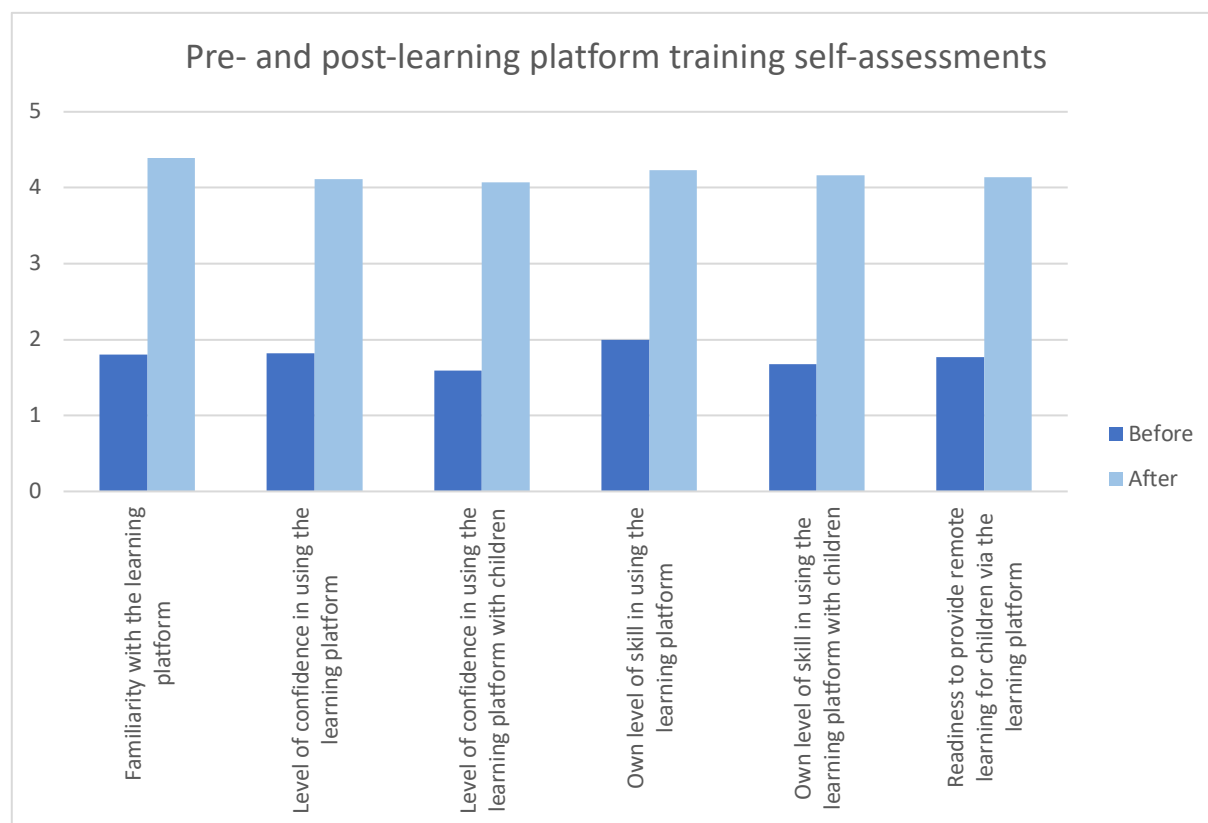 Pre- and post-learning platform training self-assessments
5
4
3
2
1
0
Before
After
Familiarity with the learning
platform
Level of confidence in using the
learning platform
Level of confidence in using the
learning platform with children
Own level of skill in using the
learning platform
Own level of skill in using the
learning platform with children
Readiness to provide remote
learning for children via the
learning platform